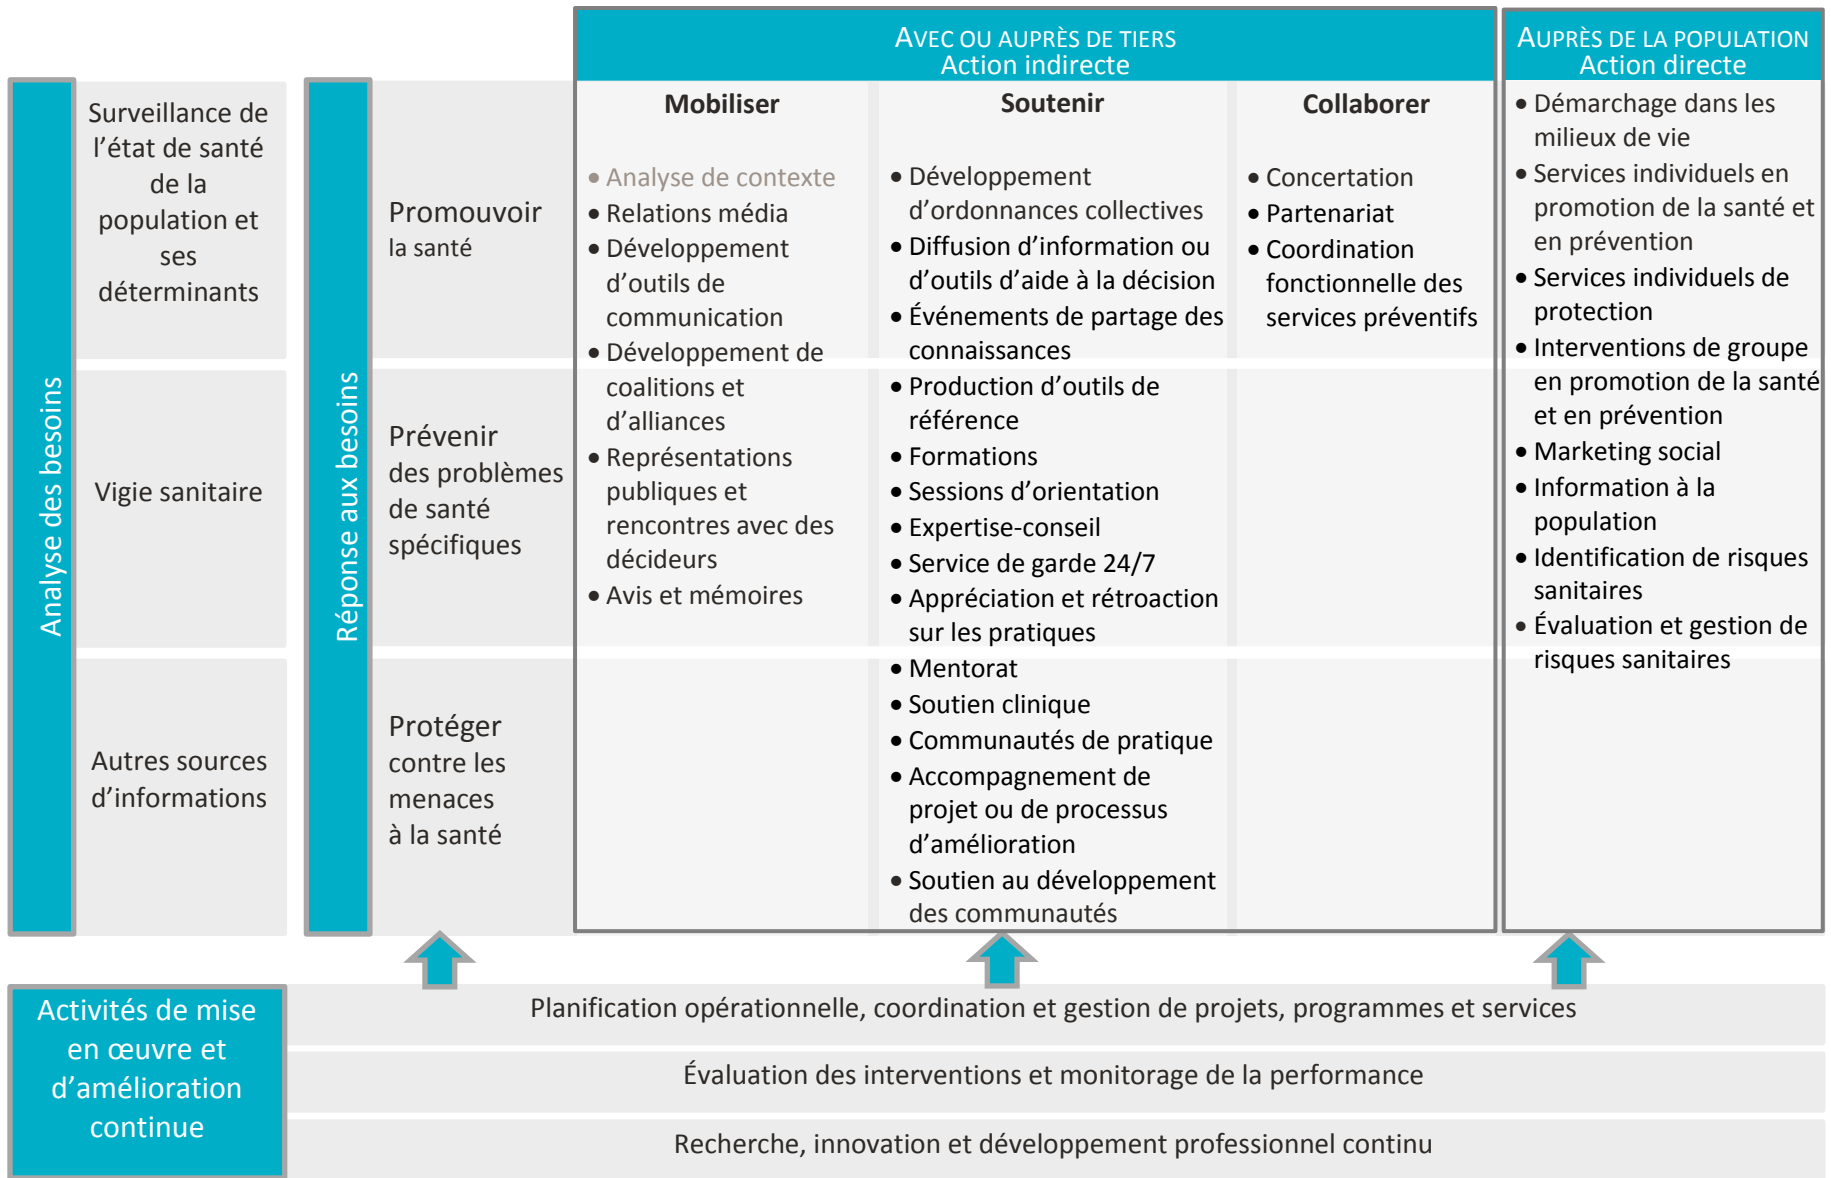 AVEC OU AUPRÈS DE TIERS
Action indirecte
AUPRÈS DE LA POPULATION
Action directe
Analyse des besoins
Surveillance de
l’état de santé
de la
population et
ses
déterminants
Vigie sanitaire
Autres sources
d’informations
Réponse aux besoins
Promouvoir
la santé
Prévenir
des problèmes
de santé
spécifiques
Protéger
contre les
menaces
à la santé
Mobiliser
• Analyse de contexte
• Relations média
• Développement
d’outils de
communication
• Développement de
coalitions et
d’alliances
• Représentations
publiques et
rencontres avec des
décideurs
• Avis et mémoires
Soutenir
• Développement
d’ordonnances collectives
• Diffusion d’information ou
d’outils d’aide à la décision
• Événements de partage des
connaissances
• Production d’outils de
référence
• Formations
• Sessions d’orientation
• Expertise-conseil
• Service de garde 24/7
• Appréciation et rétroaction
sur les pratiques
• Mentorat
• Soutien clinique
• Communautés de pratique
• Accompagnement de
projet ou de processus
d’amélioration
• Soutien au développement
des communautés
Collaborer
• Concertation
• Partenariat
• Coordination
fonctionnelle des
services préventifs
• Démarchage dans les
milieux de vie
• Services individuels en
promotion de la santé et
en prévention
• Services individuels de
protection
• Interventions de groupe
en promotion de la santé
et en prévention
• Marketing social
• Information à la
population
• Identification de risques
sanitaires
• Évaluation et gestion de
risques sanitaires
Activités de mise
en œuvre et
d’amélioration
continue
Planification opérationnelle, coordination et gestion de projets, programmes et services
Évaluation des interventions et monitorage de la performance
Recherche, innovation et développement professionnel continu